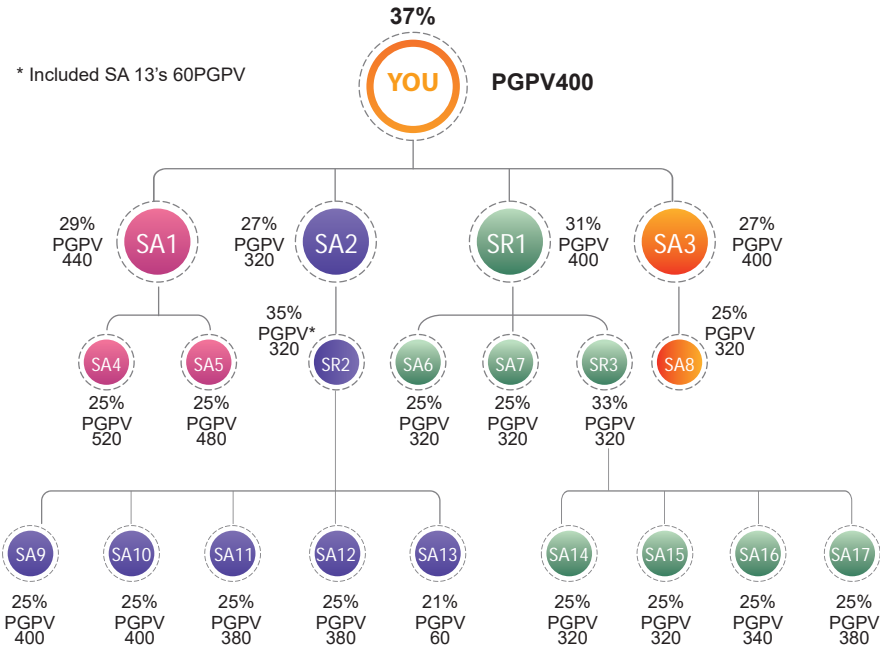 37%
* Included SA 13's 60PGPV
YOU
PGPV400
29%
PGPV
440
SA1
27%
PGPV
320
SA2
SR1
31%
PGPV
400
SA3
27%
PGPV
400
SA4
25%
PGPV
520
SA5
25%
PGPV
480
35%
PGPV*
320
SR2
SA6
25%
PGPV
320
SA7
25%
PGPV
320
SR3
33%
PGPV
320
SA8
25%
PGPV
320
SA9
25%
PGPV
400
SA10
25%
PGPV
400
SA11
25%
PGPV
380
SA12
25%
PGPV
380
SA13
21%
PGPV
60
SA14
25%
PGPV
320
SA15
25%
PGPV
320
SA16
25%
PGPV
340
SA17
25%
PGPV
380